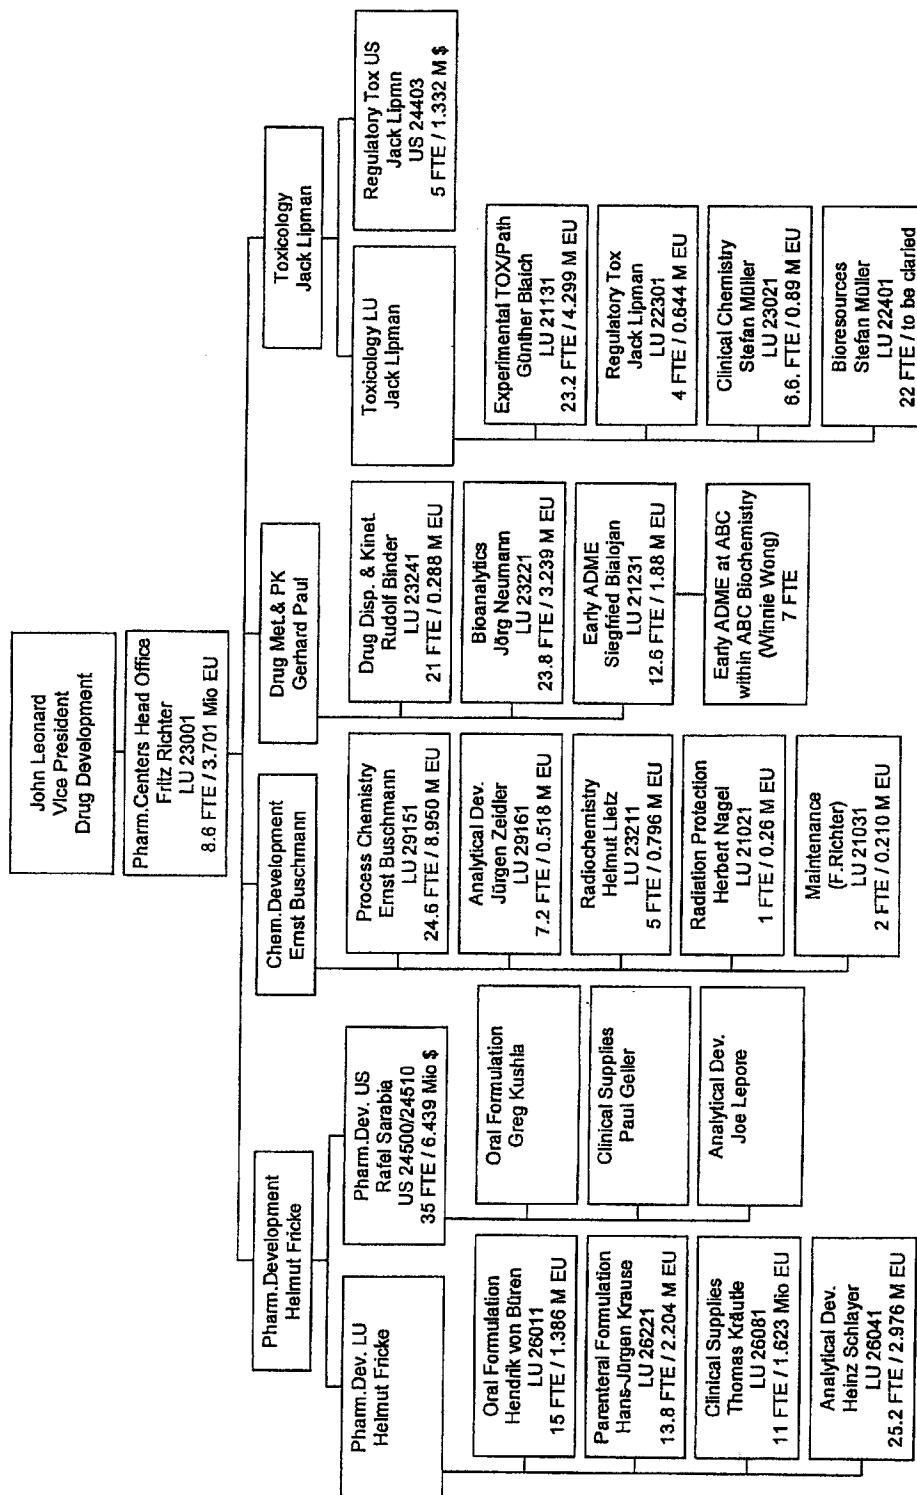 John Leonard
Vice President
Drug Development
Pharm.Centers Head Office
Fritz Richter
LU 23001
8.6 FTE / 3.701 Mio EU
Pharm.Development
Helmut Fricke
Chem.Development
Ernst Buschmann
Drug Met.& PK
Gerhard Paul
Toxicology
Jack Lipman
Pharm.Dev. LU
Helmut Fricke
Oral Formulation
Hendrik von Büren
LU 26011
15 FTE / 1.386 M EU
Parenteral Formulation
Hans-Jürgen Krause
LU 26221
13.8 FTE / 2.204 M EU
Clinical Supplies
Thomas Kräutle
LU 26081
11 FTE / 1.623 Mio EU
Analytical Dev.
Heinz Schlayer
LU 26041
25.2 FTE / 2.976 M EU
Pharm.Dev. US
Rafel Sarabia
US 24500/24510
35 FTE / 6.439 Mio $
Oral Formulation
Greg Kushla
Clinical Supplies
Paul Geller
Analytical Dev.
Joe Lepore
Process Chemistry
Ernst Buschmann
LU 29151
24.6 FTE / 8.950 M EU
Analytical Dev.
Jürgen Zeidler
LU 29161
7.2 FTE / 0.518 M EU
Radiochemistry
Helmut Lietz
LU 23211
5 FTE / 0.796 M EU
Radiation Protection
Herbert Nagel
LU 21021
1 FTE / 0.26 M EU
Maintenance
(F.Richter)
LU 21031
2 FTE / 0.210 M EU
Drug Disp. & Kinet.
Rudolf Binder
LU 23241
21 FTE / 0.288 M EU
Bioanalytics
Jörg Neumann
LU 23221
23.8 FTE / 3.239 M EU
Early ADME
Siegfried Bialojan
LU 21231
12.6 FTE / 1.88 M EU
Early ADME at ABC
within ABC Biochemistry
(Winnie Wong)
7 FTE
Toxicology LU
Jack Lipman
Experimental TOX/Path
Günther Blaich
LU 21131
23.2 FTE / 4.299 M EU
Regulatory Tox
Jack Lipman
LU 22301
4 FTE / 0.644 M EU
Clinical Chemistry
Stefan Müller
LU 23021
6.6. FTE / 0.89 M EU
Bioresources
Stefan Müller
LU 22401
22 FTE / to be claried
Regulatory Tox US
Jack Lipmn
US 24403
5 FTE / 1.332 M $